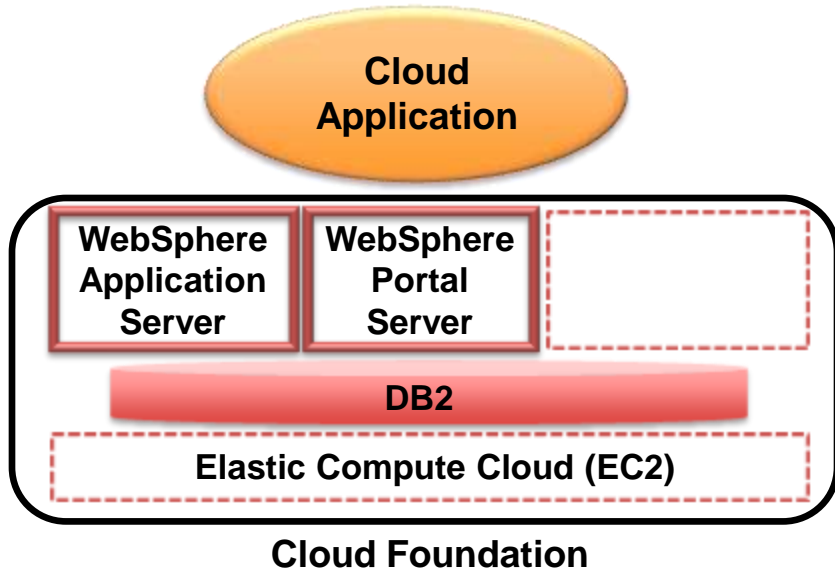 Cloud
Application
WebSphere
Application
Server
WebSphere
Portal
Server
DB2
Elastic Compute Cloud (EC2)
Cloud Foundation